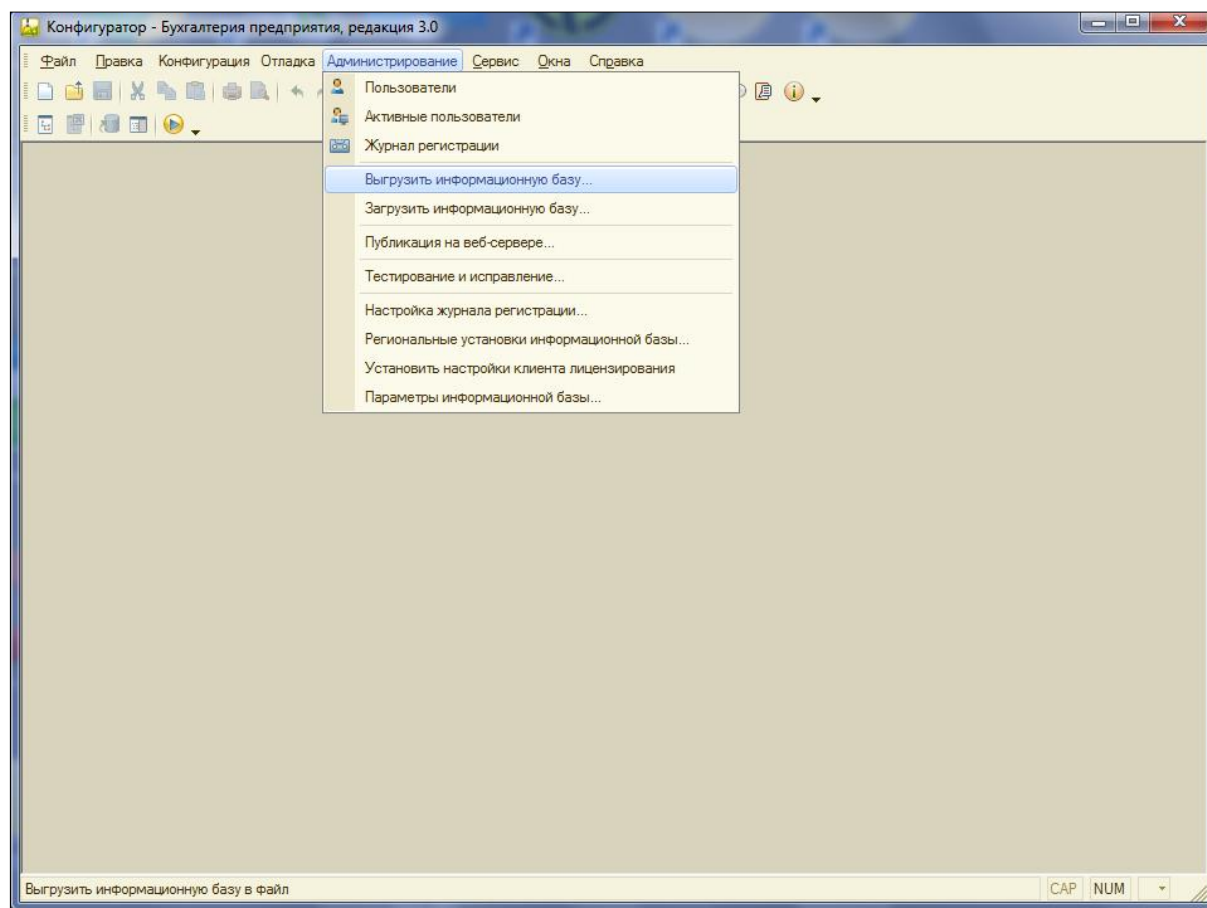 Конфигуратор - Бухгалтерия предприятия, редакция 3.0
Файл Правка Конфигурация Отладка Администрирование Сервис Окна Справка
Пользователи
Активные пользователи
Журнал регистрации
Выгрузить информационную базу...
Загрузить информационную базу...
Публикация на веб-сервере...
Тестирование и исправление...
Настройка журнала регистрации...
Региональные установки информационной базы...
Установить настройки клиента лицензирования
Параметры информационной базы...
Выгрузить информационную базу в файл CAP NUM